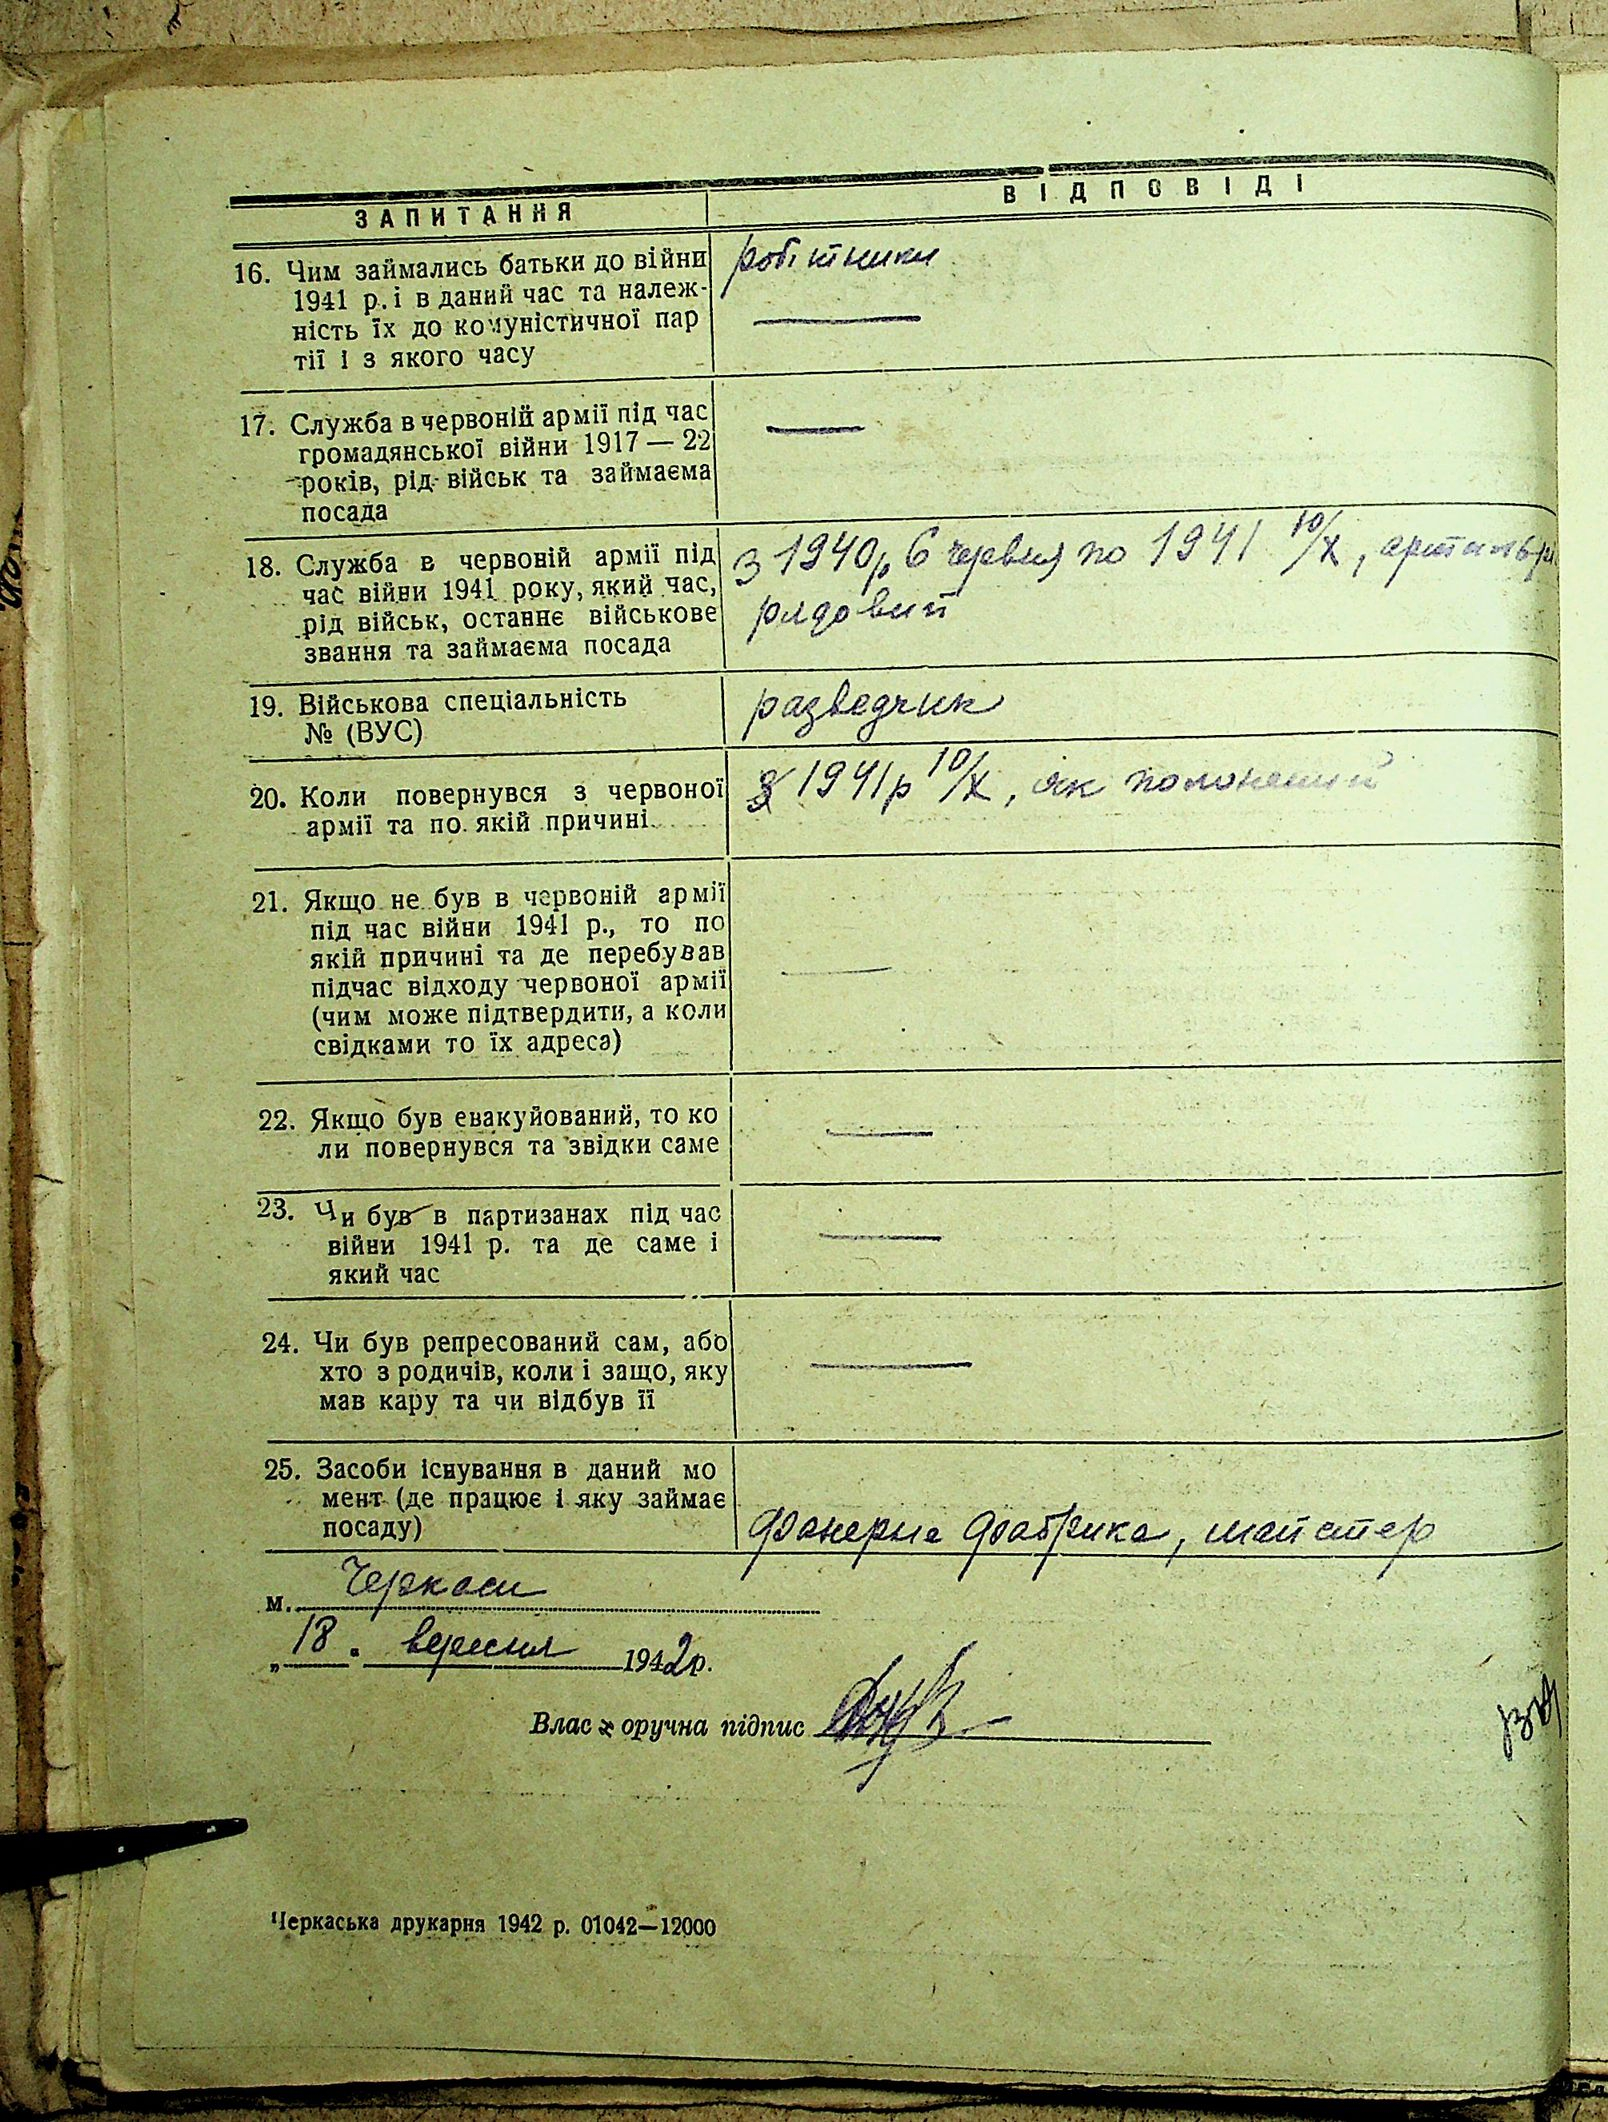 ЗАПИТАННЯ
ВІДПОВІДІ
16. Чим займались батьки до війни
1941 р. і в даний час та належ-
ність їх до комуністичної пар
тії і з якого часу
робітники
17. Служба в червоній армії під час
громадянської війни 1917 — 22
років, рід військ та займаєма
посада
18. Служба в червоній армії під
час війни 1941 року, який час,
рід військ, останнє військове
звання та займаєма посада
з 1940р 6 червня по 1941 10/X,
рядовий
19. Військова спеціальність
№ (ВУС)
разведчик
20. Коли повернувся з червоної
армії та по якій причині
1941р 10/X, як полонений
21. Якщо не був в червоній армії
під час війни 1941 р., то по
якій причині та де перебував
підчас відходу червоної армії
(чим може підтвердити, а коли
свідками то їх адреса)
22. Якщо був евакуйований, то ко
ли повернувся та звідки саме
23. Чи був в партизанах під час
війни 1941 р. та де саме і
який час
24. Чи був репресований сам, або
хто з родичів, коли і защо, яку
мав кару та чи відбув її
25. Засоби існування в даний мо
мент (де працює і яку займає
посаду)
Фанерна фабрика, майстер
м. Черкаси
„18" вересня 1942р.
Власноручна підпис
Черкаська друкарня 1942 р. 01042—12000